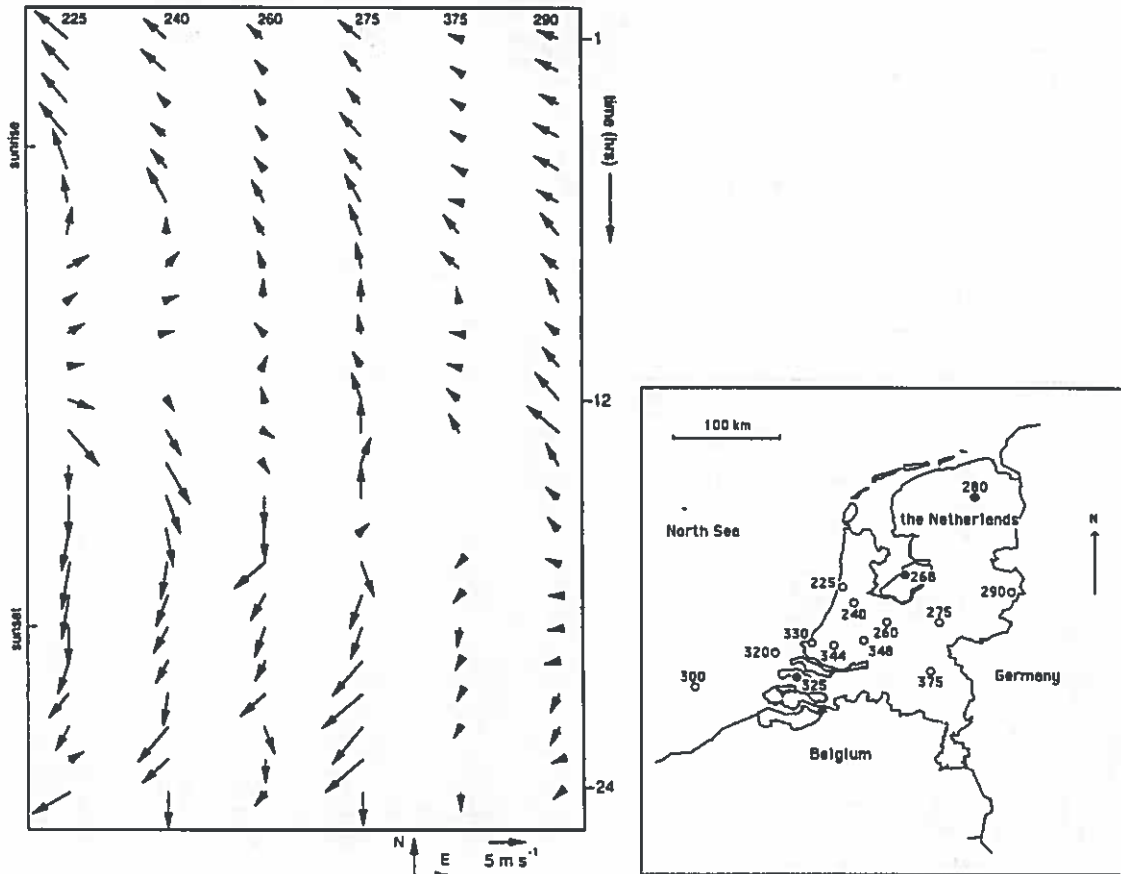 225 240 260 275 375 290
1
sunrise
time (hrs)
12
sunset
24
N
E
5 m s⁻¹
100 km
280
the Netherlands
North Sea
N
268
225
290
240
275
260
330
348
344
320
300
325
375
Germany
Belgium